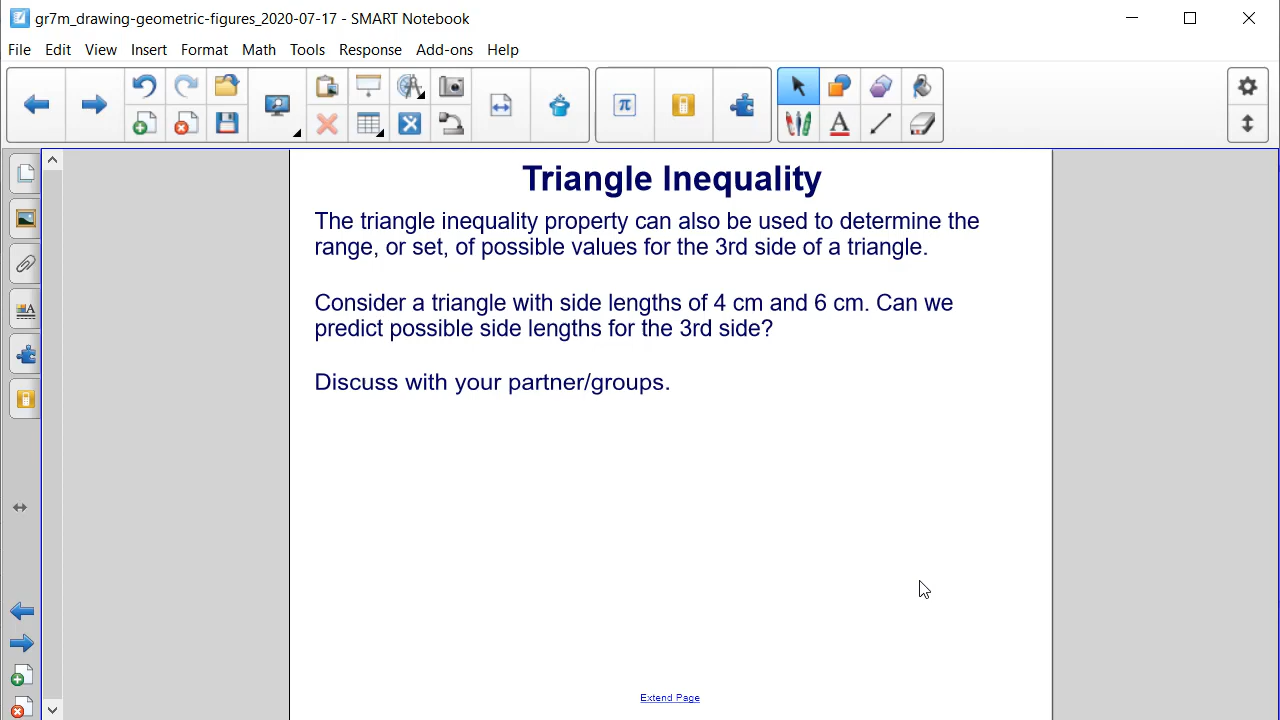 gr7m_drawing-geometric-figures_2020-07-17 - SMART Notebook
File Edit View Insert Format Math Tools Response Add-ons Help
π
A
Triangle Inequality
The triangle inequality property can also be used to determine the
range, or set, of possible values for the 3rd side of a triangle.
Consider a triangle with side lengths of 4 cm and 6 cm. Can we
predict possible side lengths for the 3rd side?
Discuss with your partner/groups.
Extend Page